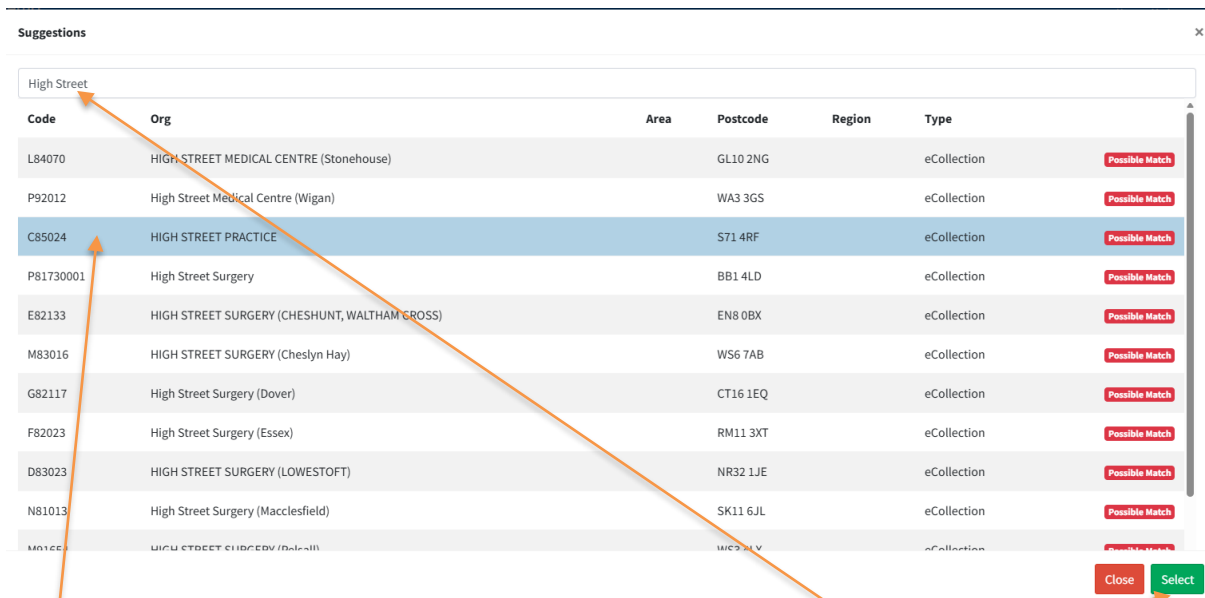 Suggestions ×
High Street
Code Org Area Postcode Region Type
L84070 HIGH STREET MEDICAL CENTRE (Stonehouse) GL10 2NG eCollection Possible Match
P92012 High Street Medical Centre (Wigan) WA3 3GS eCollection Possible Match
C85024 HIGH STREET PRACTICE S71 4RF eCollection Possible Match
P81730001 High Street Surgery BB1 4LD eCollection Possible Match
E82133 HIGH STREET SURGERY (CHESHUNT, WALTHAM CROSS) EN8 0BX eCollection Possible Match
M83016 HIGH STREET SURGERY (Cheslyn Hay) WS6 7AB eCollection Possible Match
G82117 High Street Surgery (Dover) CT16 1EQ eCollection Possible Match
F82023 High Street Surgery (Essex) RM11 3XT eCollection Possible Match
D83023 HIGH STREET SURGERY (LOWESTOFT) NR32 1JE eCollection Possible Match
N81013 High Street Surgery (Macclesfield) SK11 6JL eCollection Possible Match
HIGH STREET SURGERY (Pelsall) eCollection Possible Match
Close Select